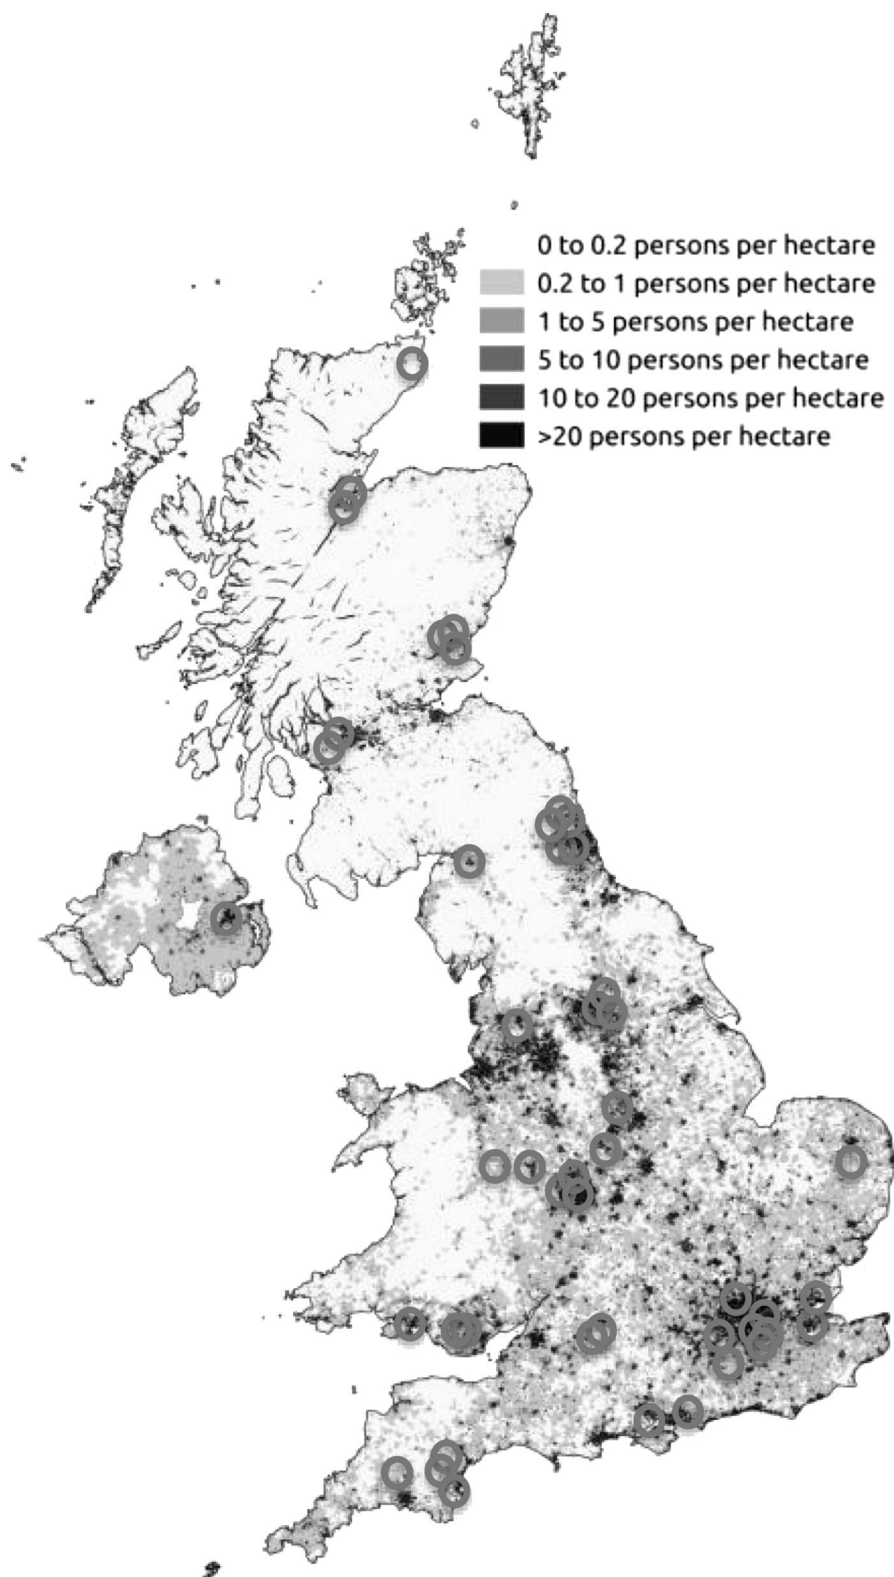 0 to 0.2 persons per hectare
0.2 to 1 persons per hectare
1 to 5 persons per hectare
5 to 10 persons per hectare
10 to 20 persons per hectare
>20 persons per hectare